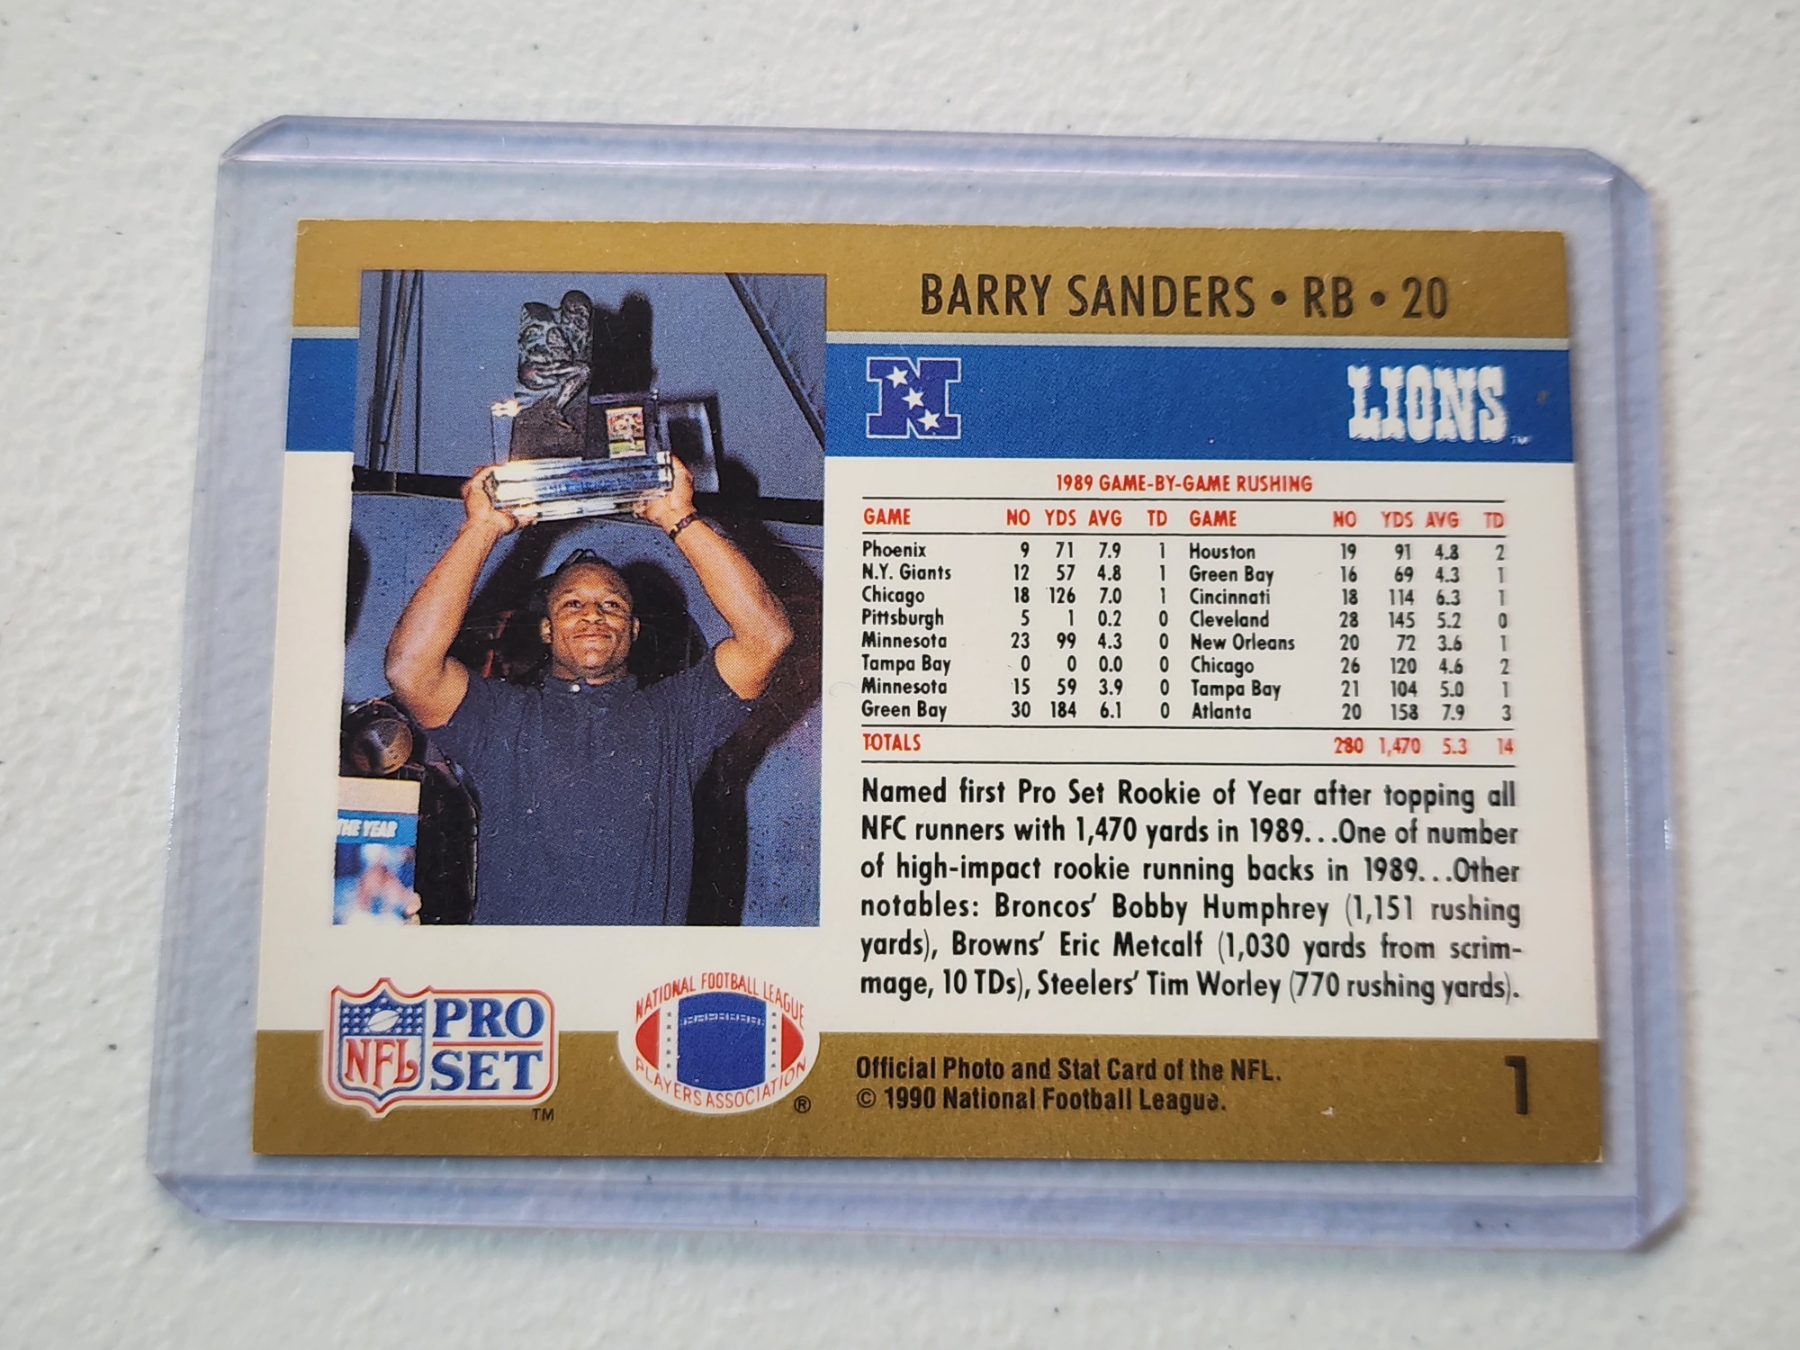 BARRY SANDERS • RB • 20
N
LIONS
TM
1989 GAME-BY-GAME RUSHING
GAME NO YDS AVG TD GAME NO YDS AVG TD
Phoenix 9 71 7.9 1 Houston 19 91 4.8 2
N.Y. Giants 12 57 4.8 1 Green Bay 16 69 4.3 1
Chicago 18 126 7.0 1 Cincinnati 18 114 6.3 1
Pittsburgh 5 1 0.2 0 Cleveland 28 145 5.2 0
Minnesota 23 99 4.3 0 New Orleans 20 72 3.6 1
Tampa Bay 0 0 0.0 0 Chicago 26 120 4.6 2
Minnesota 15 59 3.9 0 Tampa Bay 21 104 5.0 1
Green Bay 30 184 6.1 0 Atlanta 20 158 7.9 3
TOTALS 280 1,470 5.3 14
Named first Pro Set Rookie of Year after topping all
NFC runners with 1,470 yards in 1989...One of number
of high-impact rookie running backs in 1989...Other
notables: Broncos' Bobby Humphrey (1,151 rushing
yards), Browns' Eric Metcalf (1,030 yards from scrim-
mage, 10 TDs), Steelers' Tim Worley (770 rushing yards).
THE YEAR
NFL PRO SET
TM
NATIONAL FOOTBALL LEAGUE
PLAYERS ASSOCIATION
®
Official Photo and Stat Card of the NFL.
© 1990 National Football League.
1